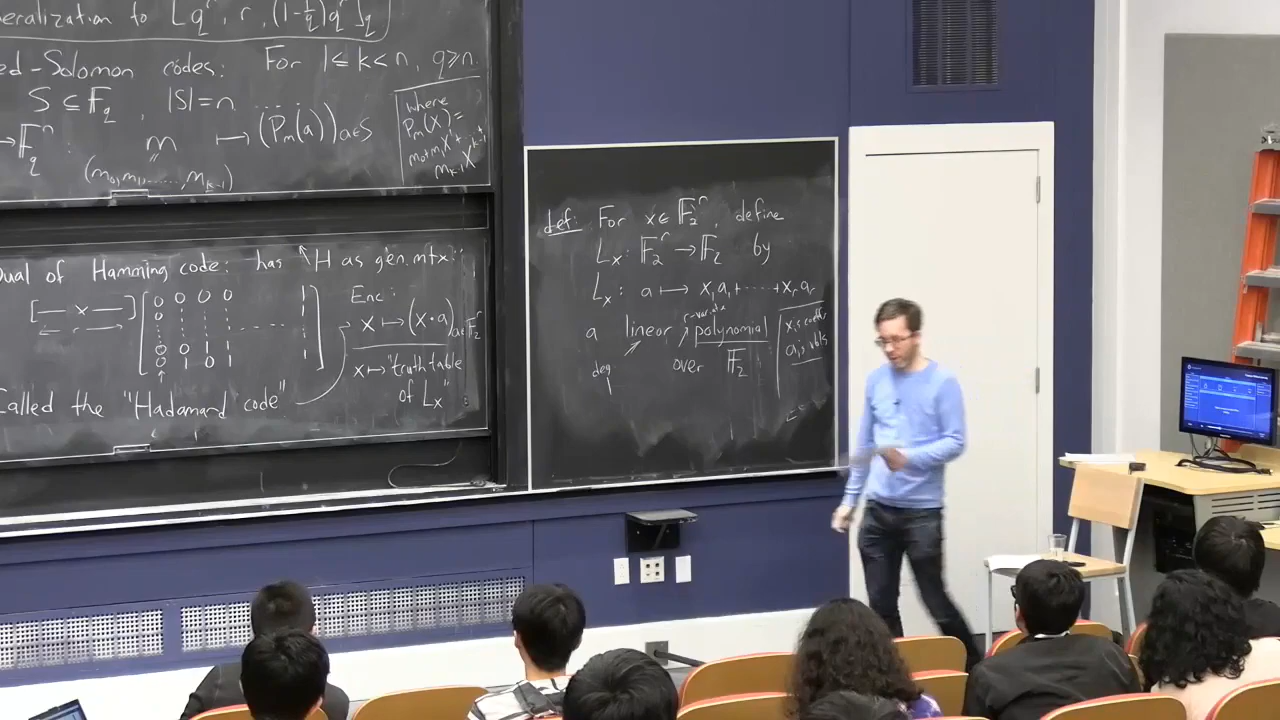 eralization to [q^r, r, (1-1/q)q^r]_q
ed-Solomon codes: For 1≤k<n, q≥n.
S ⊆ F_q, |S|=n
→ F_q^n : m ↦ (P_m(a))_{a∈S}
(m_0, m_1, ......, m_{k-1})
where
P_m(X) =
m_0+m_1X+...+
m_{k-1}X^{k-1}
Dual of Hamming code: has H as gen. mtx:
[— x —]
Enc:
x ↦ (x·a)_{a∈F_2^r}
x ↦ "truth table
of L_x"
Called the "Hadamard code"
def: For x∈F_2^r, define
L_x: F_2^r → F_2 by
L_x: a ↦ x_1a_1+.....+x_ra_r
a linear r-variate polynomial
over F_2
deg 1
x_i's coeffs
a_i's vbls